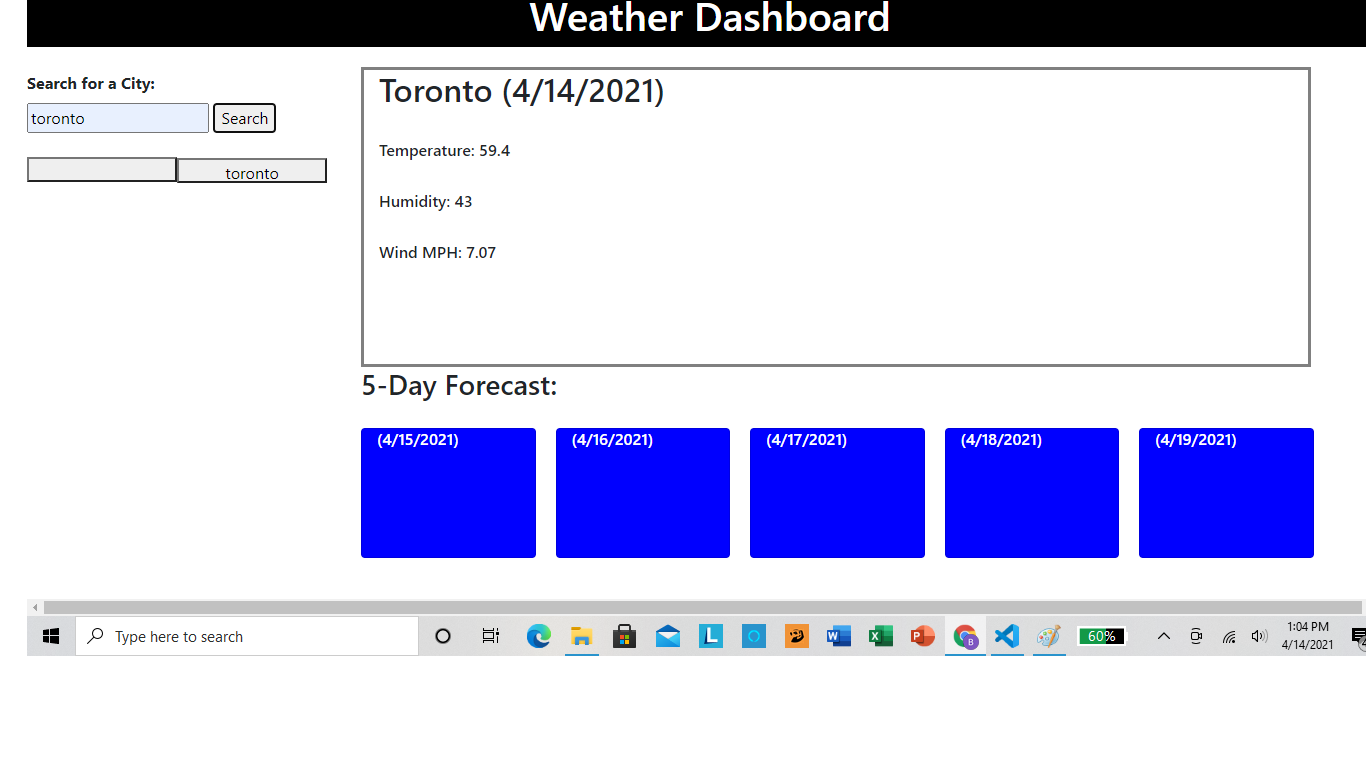 Weather Dashboard
Search for a City:
toronto Search
toronto
Toronto (4/14/2021)
Temperature: 59.4
Humidity: 43
Wind MPH: 7.07
5-Day Forecast:
(4/15/2021) (4/16/2021) (4/17/2021) (4/18/2021) (4/19/2021)
Type here to search
60%
1:04 PM
4/14/2021